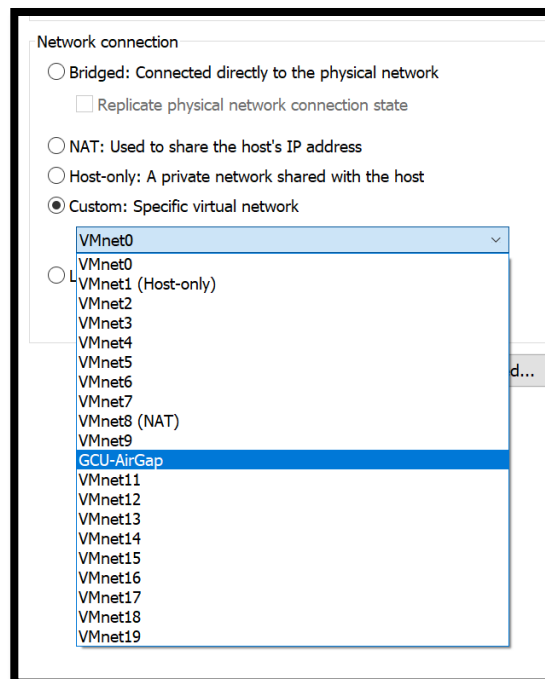 Network connection
Bridged: Connected directly to the physical network
Replicate physical network connection state
NAT: Used to share the host's IP address
Host-only: A private network shared with the host
Custom: Specific virtual network
VMnet0
VMnet0
VMnet1 (Host-only)
VMnet2
VMnet3
VMnet4
VMnet5
VMnet6
VMnet7
VMnet8 (NAT)
VMnet9
GCU-AirGap
VMnet11
VMnet12
VMnet13
VMnet14
VMnet15
VMnet16
VMnet17
VMnet18
VMnet19
L
d...